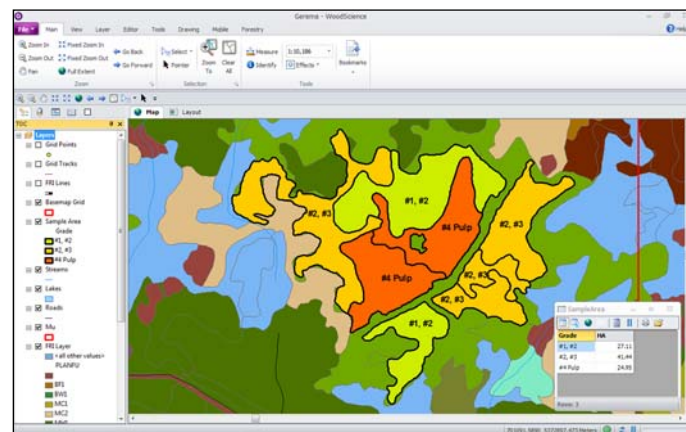 Gerema - WoodScience
File Main View Layer Editor Tools Drawing Mobile Forestry
Help
Zoom In Fixed Zoom In Go Back Select Measure 1:10,186
Zoom Out Fixed Zoom Out Go Forward Pointer Zoom To Clear All Identify Effects Bookmarks
Pan Full Extent
Zoom Selection Tools
Map Layout
TOC
Layers
Grid Points
Grid Tracks
FRI Lines
Basemap Grid
Sample Area
Grade
#1, #2
#2, #3
#4 Pulp
Streams
Lakes
Roads
Mu
FRI Layer
<all other values>
PLANFU
BF1
BW1
MC1
MC2
#1, #2
#2, #3
#4 Pulp
#2, #3
#4 Pulp
#2, #3
#2, #3
#1, #2
SampleArea
Grade HA
#1, #2 27.11
#2, #3 41.44
#4 Pulp 24.95
Rows: 3